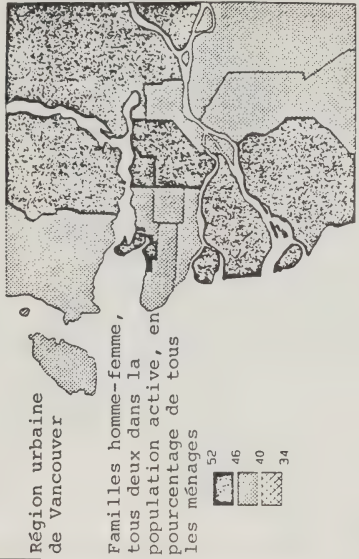 Région urbaine
de Vancouver
Familles homme-femme,
tous deux dans la
population active, en
pourcentage de tous
les ménages
52
46
40
34